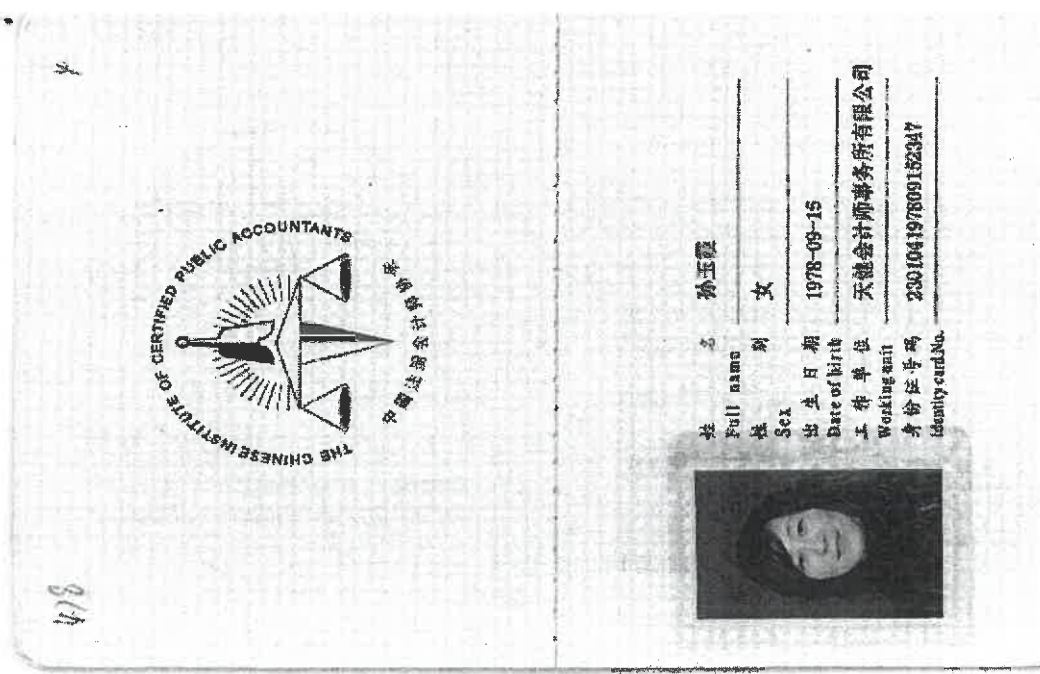 THE CHINESE INSTITUTE OF CERTIFIED PUBLIC ACCOUNTANTS
中国注册会计师协会
姓 名 孙玉霞
Full name
性 别 女
Sex
出 生 日 期 1978-09-15
Date of birth
工 作 单 位 天健会计师事务所有限公司
Working unit
身 份 证 号 码 230104197809152347
Identity card No.